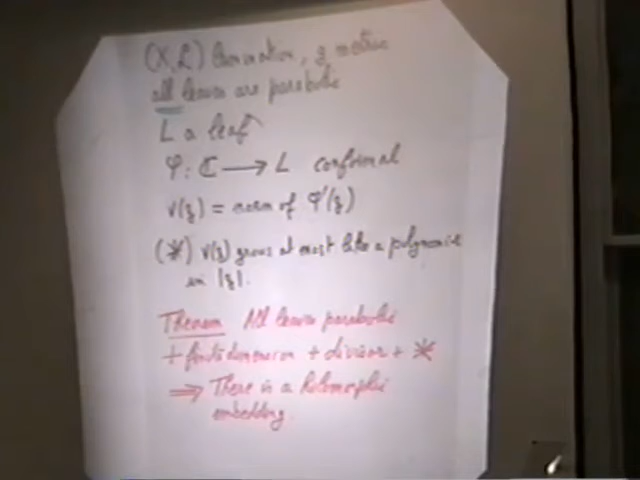 (X, L) lamination, g metric
all leaves are parabolic
L a leaf
φ : ℂ → L conformal
v(z) = norm of φ'(z)
(*) v(z) grows at most like a polynomial
in |z|.
Theorem All leaves parabolic
+ finite dimension + divisor + *
⟹ There is a holomorphic
embedding.